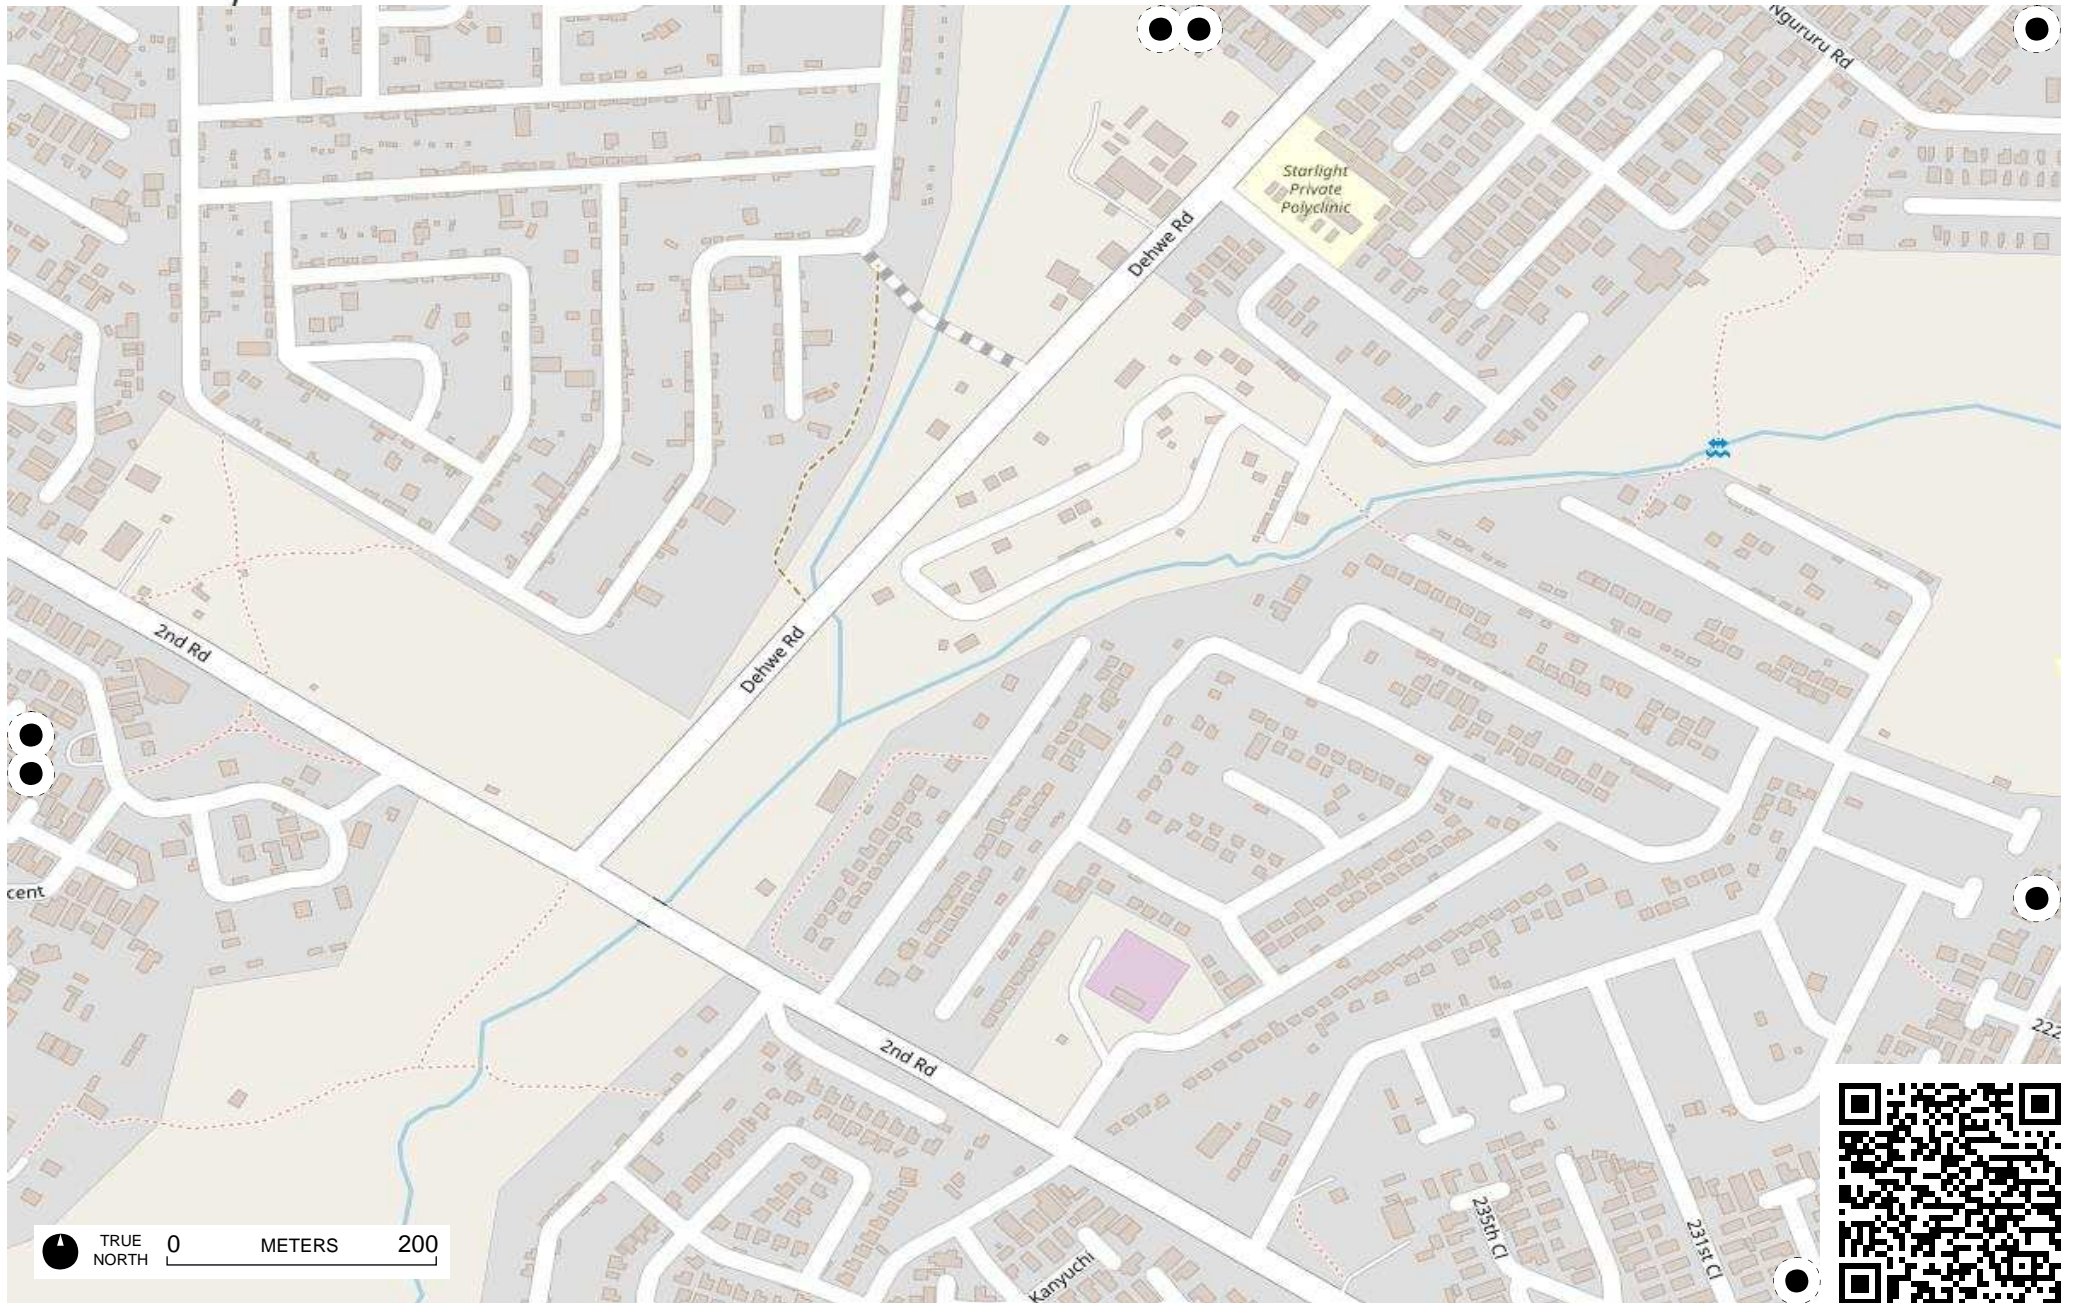 Ngururu Rd
Starlight
Private
Polyclinic
Dehwe Rd
2nd Rd
Dehwe Rd
cent
222
2nd Rd
235th Cl
231st Cl
Kanyuchi
TRUE
NORTH
0 METERS 200